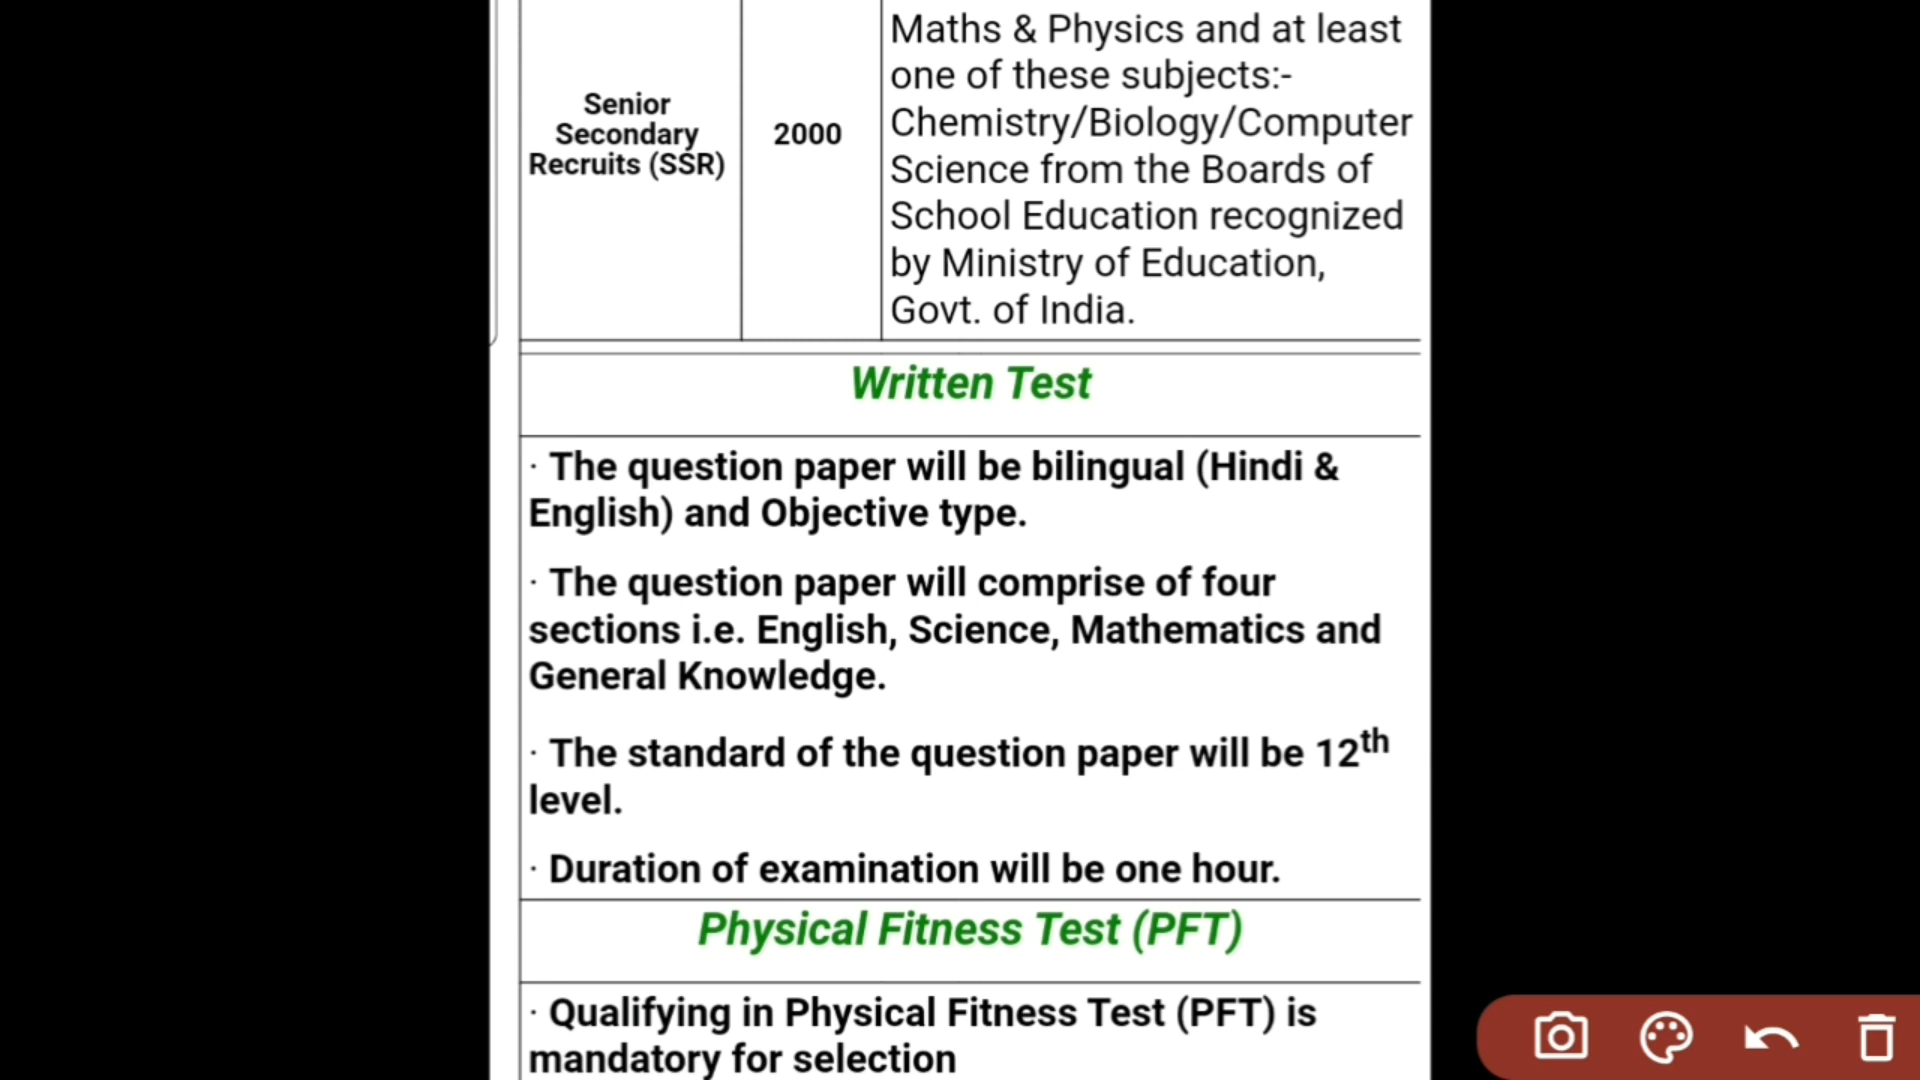 Senior
Secondary
Recruits (SSR)
2000
Maths & Physics and at least
one of these subjects:-
Chemistry/Biology/Computer
Science from the Boards of
School Education recognized
by Ministry of Education,
Govt. of India.
Written Test
· The question paper will be bilingual (Hindi &
English) and Objective type.
· The question paper will comprise of four
sections i.e. English, Science, Mathematics and
General Knowledge.
· The standard of the question paper will be 12th
level.
· Duration of examination will be one hour.
Physical Fitness Test (PFT)
· Qualifying in Physical Fitness Test (PFT) is
mandatory for selection